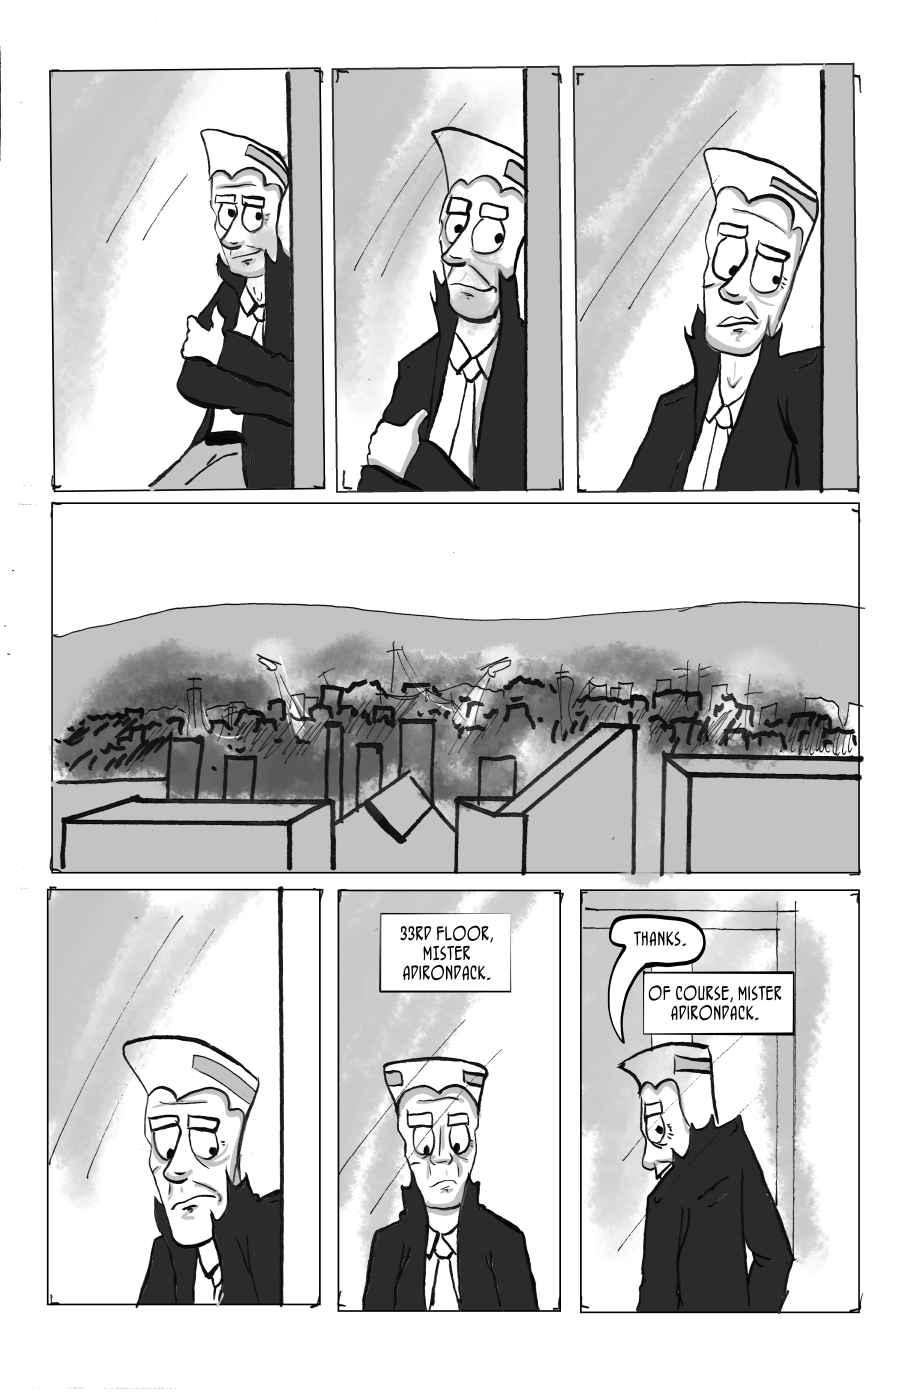 33RD FLOOR,
MISTER
ADIRONDACK.
THANKS.
OF COURSE, MISTER
ADIRONDACK.